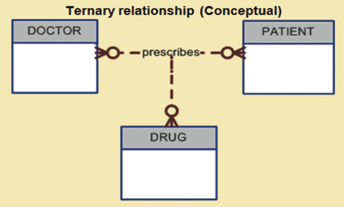 Ternary relationship (Conceptual)
DOCTOR
prescribes
PATIENT
DRUG